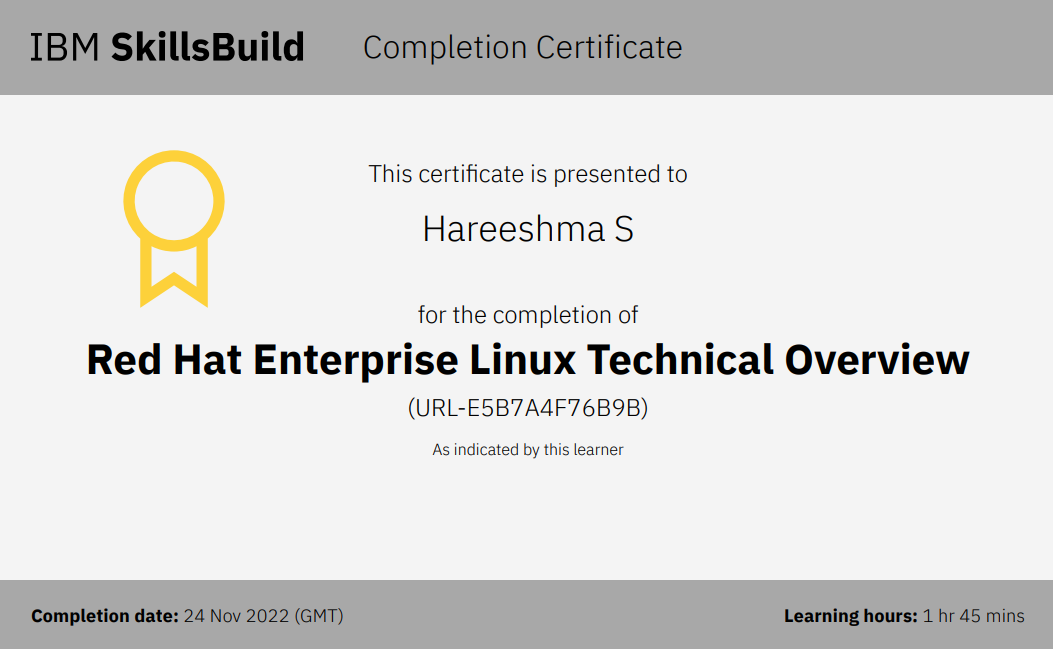 IBM SkillsBuild Completion Certificate
This certificate is presented to
Hareeshma S
for the completion of
Red Hat Enterprise Linux Technical Overview
(URL-E5B7A4F76B9B)
As indicated by this learner
Completion date: 24 Nov 2022 (GMT) Learning hours: 1 hr 45 mins